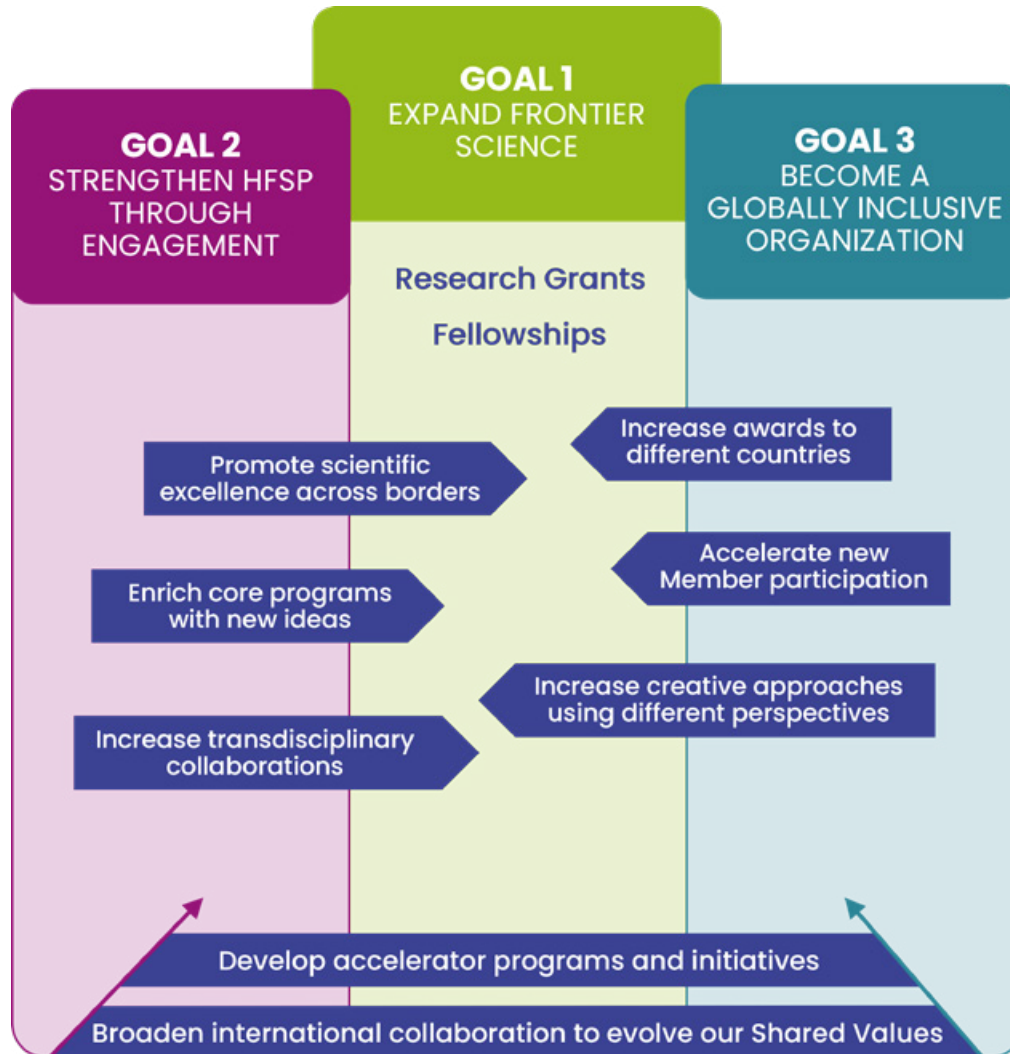 GOAL 1
EXPAND FRONTIER
SCIENCE
GOAL 2
STRENGTHEN HFSP
THROUGH
ENGAGEMENT
GOAL 3
BECOME A
GLOBALLY INCLUSIVE
ORGANIZATION
Research Grants
Fellowships
Promote scientific
excellence across borders
Increase awards to
different countries
Enrich core programs
with new ideas
Accelerate new
Member participation
Increase transdisciplinary
collaborations
Increase creative approaches
using different perspectives
Develop accelerator programs and initiatives
Broaden international collaboration to evolve our Shared Values